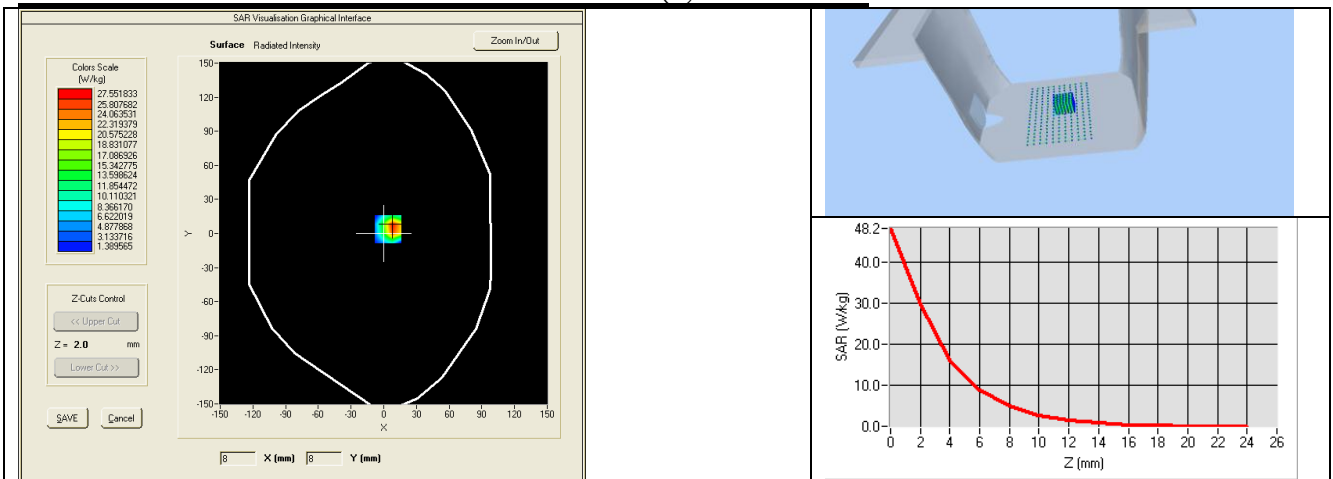 SAR Visualisation Graphical Interface
Surface Radiated Intensity
Zoom In/Out
Colors Scale
(W/kg)
27.551833
25.807682
24.063531
22.319379
20.575228
18.831077
17.086926
15.342775
13.598624
11.854472
10.110321
8.366170
6.622019
4.877868
3.133716
1.389565
Z-Cuts Control
<< Upper Cut
Z = 2.0 mm
Lower Cut >>
SAVE Cancel
150
120
90
60
30
0
-30
-60
-90
-120
-150
Y
-150 -120 -90 -60 -30 0 30 60 90 120 150
X
8 X (mm) 8 Y (mm)
48.2
40.0
30.0
20.0
10.0
0.0
SAR (W/kg)
0 2 4 6 8 10 12 14 16 18 20 22 24 26
Z (mm)